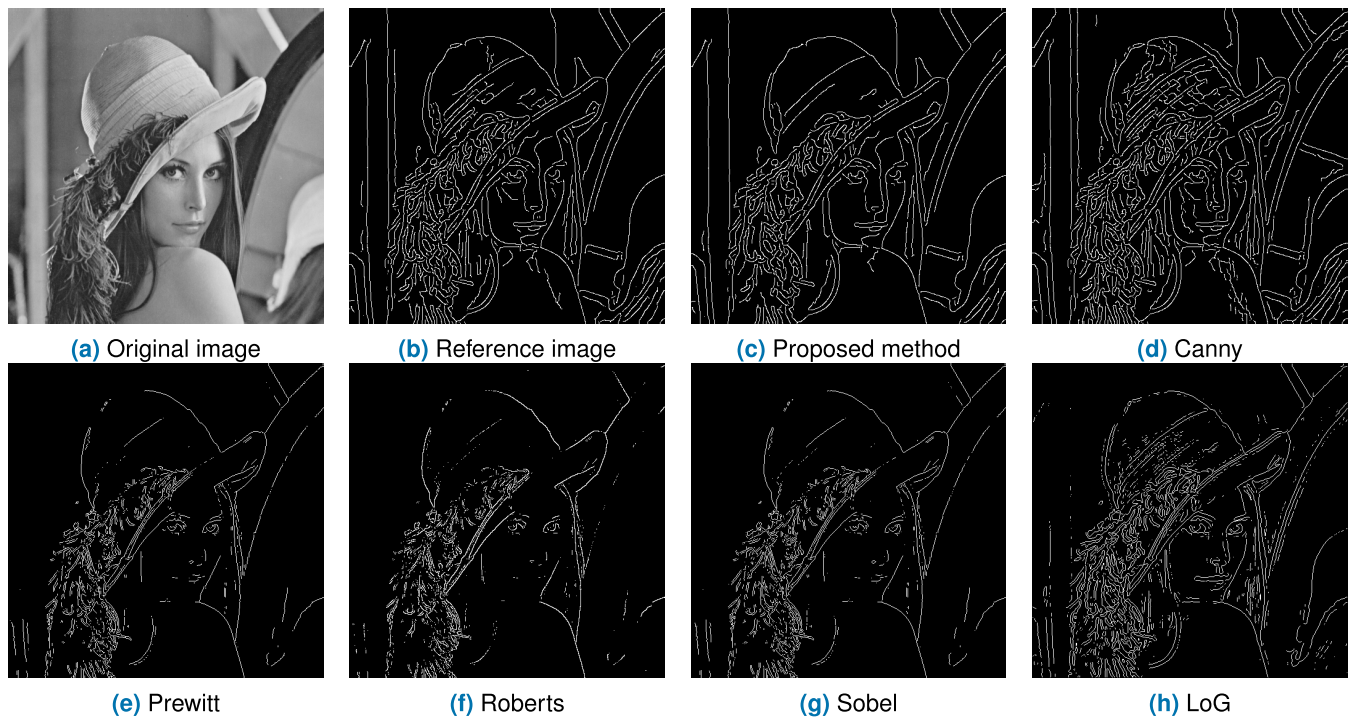 (a) Original image
(b) Reference image
(c) Proposed method
(d) Canny
(e) Prewitt
(f) Roberts
(g) Sobel
(h) LoG